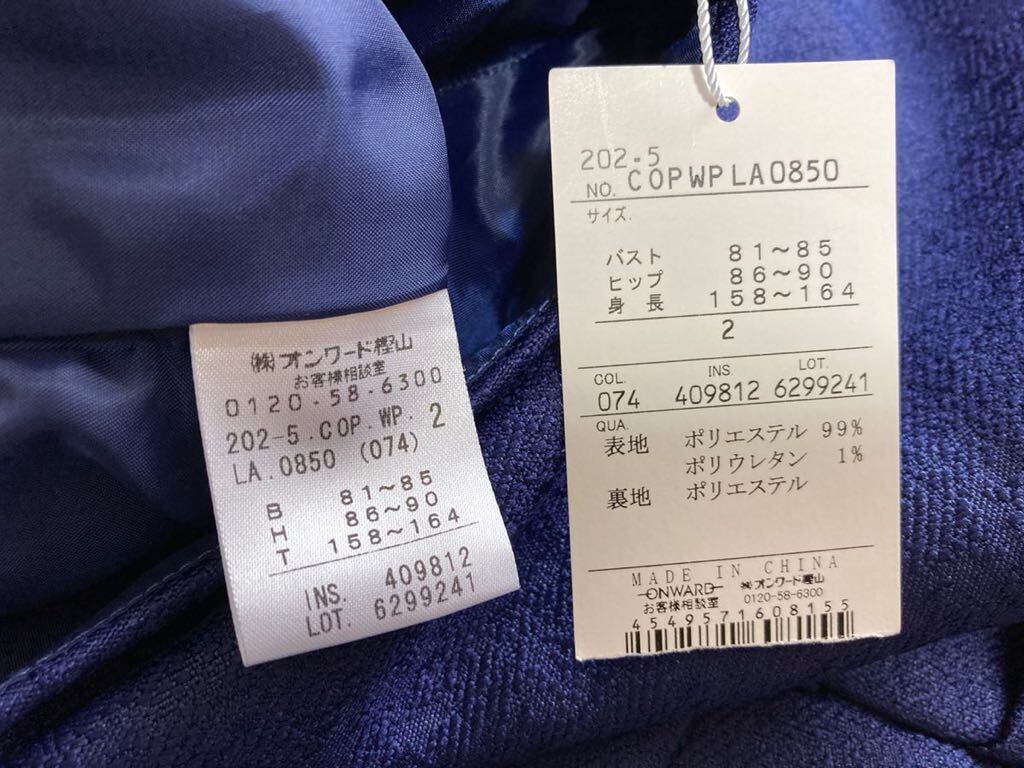 ㈱オンワード樫山
お客様相談室
0120-58-6300
202-5.COP.WP. 2
LA.0850 (074)
B 81〜85
H 86〜90
T 158〜164
INS. 409812
LOT. 6299241
202-5
NO. COPWPLA0850
サイズ.
バスト 81〜85
ヒップ 86〜90
身長 158〜164
2
COL. INS. LOT.
074 409812 6299241
QUA.
表地 ポリエステル 99%
ポリウレタン 1%
裏地 ポリエステル
MADE IN CHINA
ONWARD ㈱オンワード樫山
お客様相談室 0120-58-6300
4549571608155